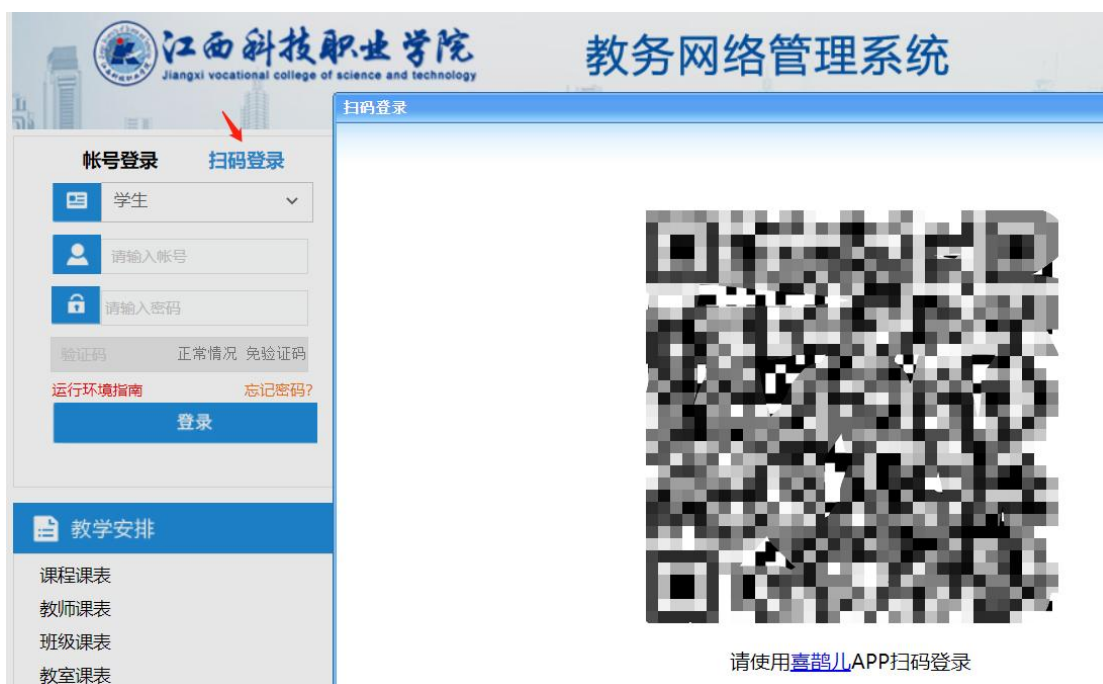 江西科技职业学院
Jiangxi vocational college of science and technology
教务网络管理系统
扫码登录
帐号登录 扫码登录
学生
请输入帐号
请输入密码
验证码 正常情况 免验证码
运行环境指南 忘记密码?
登录
教学安排
课程课表
教师课表
班级课表
教室课表
请使用喜鹊儿APP扫码登录